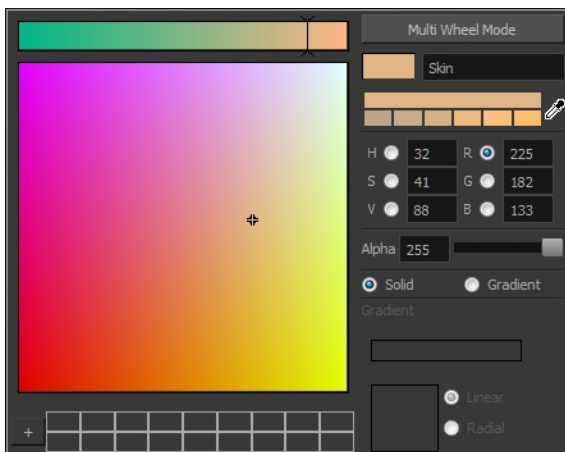 Multi Wheel Mode
Skin
H 32 R 225
S 41 G 182
V 88 B 133
Alpha 255
Solid Gradient
Gradient
+
Linear
Radial